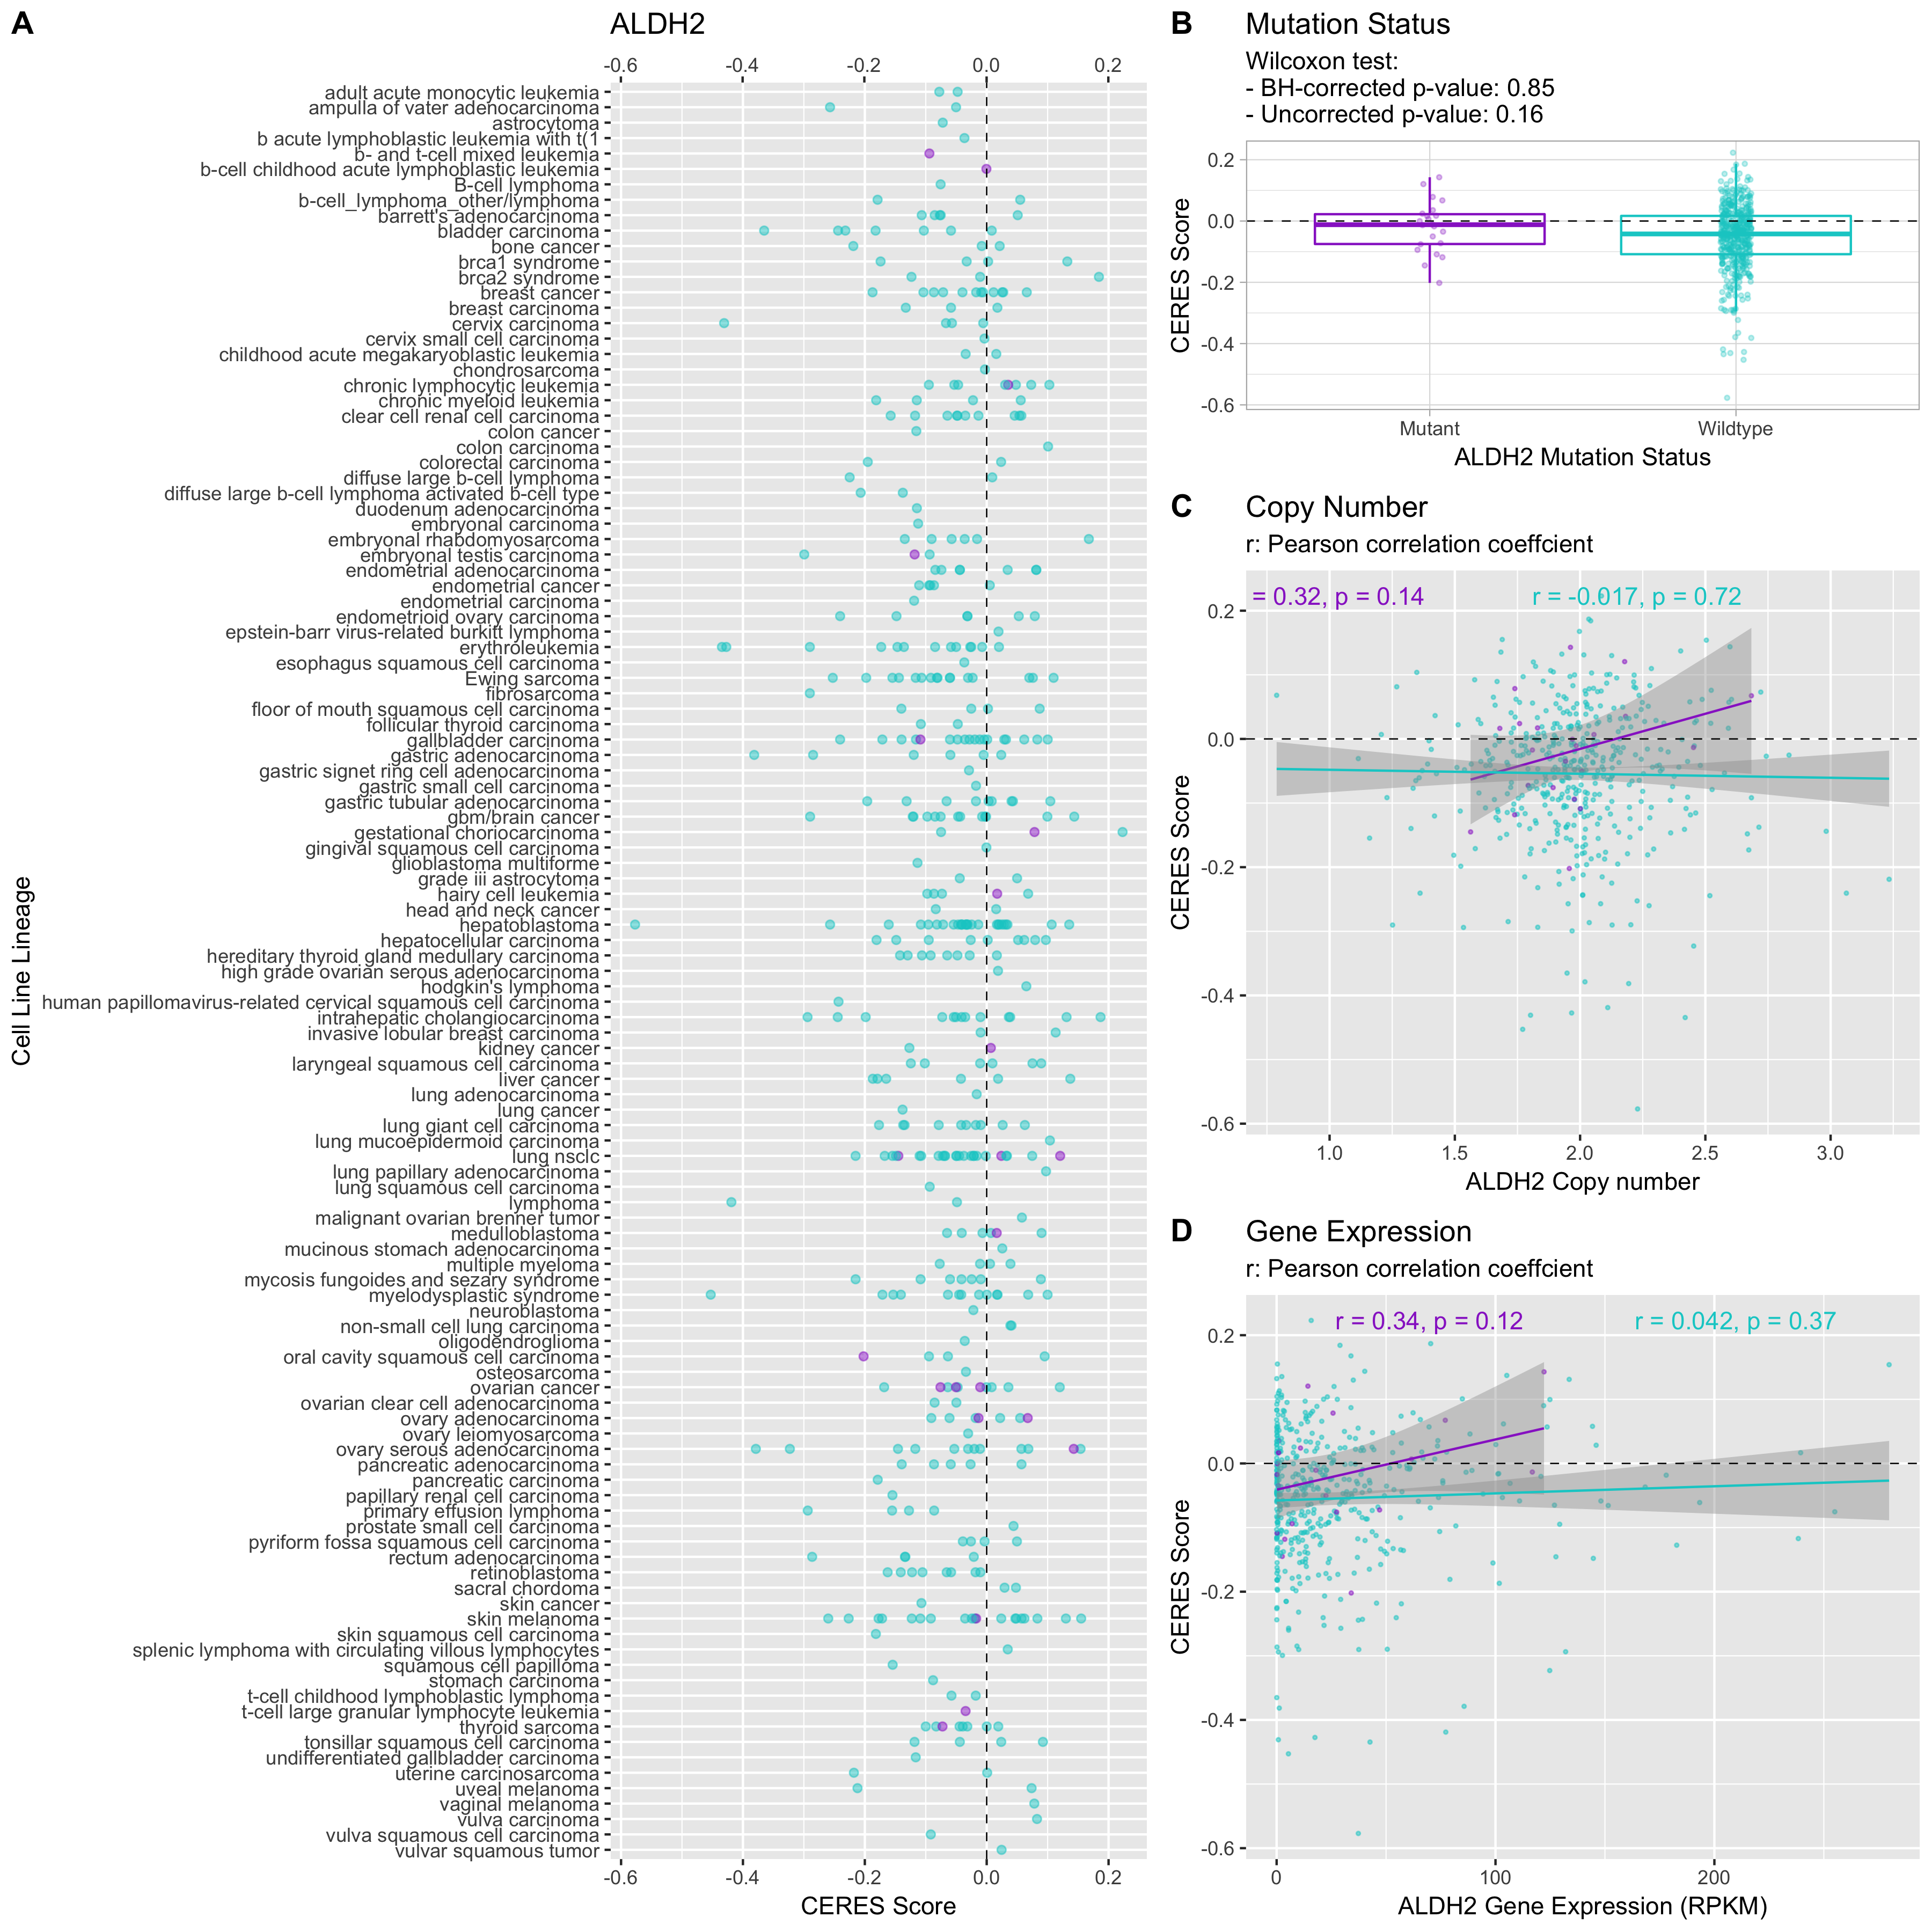 A
ALDH2
-0.6 -0.4 -0.2 0.0 0.2
Cell Line Lineage
adult acute monocytic leukemia
ampulla of vater adenocarcinoma
astrocytoma
b acute lymphoblastic leukemia with t(1
b- and t-cell mixed leukemia
b-cell childhood acute lymphoblastic leukemia
B-cell lymphoma
b-cell_lymphoma_other/lymphoma
barrett's adenocarcinoma
bladder carcinoma
bone cancer
brca1 syndrome
brca2 syndrome
breast cancer
breast carcinoma
cervix carcinoma
cervix small cell carcinoma
childhood acute megakaryoblastic leukemia
chondrosarcoma
chronic lymphocytic leukemia
chronic myeloid leukemia
clear cell renal cell carcinoma
colon cancer
colon carcinoma
colorectal carcinoma
diffuse large b-cell lymphoma
diffuse large b-cell lymphoma activated b-cell type
duodenum adenocarcinoma
embryonal carcinoma
embryonal rhabdomyosarcoma
embryonal testis carcinoma
endometrial adenocarcinoma
endometrial cancer
endometrial carcinoma
endometrioid ovary carcinoma
epstein-barr virus-related burkitt lymphoma
erythroleukemia
esophagus squamous cell carcinoma
Ewing sarcoma
fibrosarcoma
floor of mouth squamous cell carcinoma
follicular thyroid carcinoma
gallbladder carcinoma
gastric adenocarcinoma
gastric signet ring cell adenocarcinoma
gastric small cell carcinoma
gastric tubular adenocarcinoma
gbm/brain cancer
gestational choriocarcinoma
gingival squamous cell carcinoma
glioblastoma multiforme
grade iii astrocytoma
hairy cell leukemia
head and neck cancer
hepatoblastoma
hepatocellular carcinoma
hereditary thyroid gland medullary carcinoma
high grade ovarian serous adenocarcinoma
hodgkin's lymphoma
human papillomavirus-related cervical squamous cell carcinoma
intrahepatic cholangiocarcinoma
invasive lobular breast carcinoma
kidney cancer
laryngeal squamous cell carcinoma
liver cancer
lung adenocarcinoma
lung cancer
lung giant cell carcinoma
lung mucoepidermoid carcinoma
lung nsclc
lung papillary adenocarcinoma
lung squamous cell carcinoma
lymphoma
malignant ovarian brenner tumor
medulloblastoma
mucinous stomach adenocarcinoma
multiple myeloma
mycosis fungoides and sezary syndrome
myelodysplastic syndrome
neuroblastoma
non-small cell lung carcinoma
oligodendroglioma
oral cavity squamous cell carcinoma
osteosarcoma
ovarian cancer
ovarian clear cell adenocarcinoma
ovary adenocarcinoma
ovary leiomyosarcoma
ovary serous adenocarcinoma
pancreatic adenocarcinoma
pancreatic carcinoma
papillary renal cell carcinoma
primary effusion lymphoma
prostate small cell carcinoma
pyriform fossa squamous cell carcinoma
rectum adenocarcinoma
retinoblastoma
sacral chordoma
skin cancer
skin melanoma
skin squamous cell carcinoma
splenic lymphoma with circulating villous lymphocytes
squamous cell papilloma
stomach carcinoma
t-cell childhood lymphoblastic lymphoma
t-cell large granular lymphocyte leukemia
thyroid sarcoma
tonsillar squamous cell carcinoma
undifferentiated gallbladder carcinoma
uterine carcinosarcoma
uveal melanoma
vaginal melanoma
vulva carcinoma
vulva squamous cell carcinoma
vulvar squamous tumor
-0.6 -0.4 -0.2 0.0 0.2
CERES Score
B
Mutation Status
Wilcoxon test:
- BH-corrected p-value: 0.85
- Uncorrected p-value: 0.16
CERES Score
0.2
0.0
-0.2
-0.4
-0.6
Mutant Wildtype
ALDH2 Mutation Status
C
Copy Number
r: Pearson correlation coeffcient
= 0.32, p = 0.14 r = -0.017, p = 0.72
CERES Score
0.2
0.0
-0.2
-0.4
-0.6
1.0 1.5 2.0 2.5 3.0
ALDH2 Copy number
D
Gene Expression
r: Pearson correlation coeffcient
r = 0.34, p = 0.12 r = 0.042, p = 0.37
CERES Score
0.2
0.0
-0.2
-0.4
-0.6
0 100 200
ALDH2 Gene Expression (RPKM)